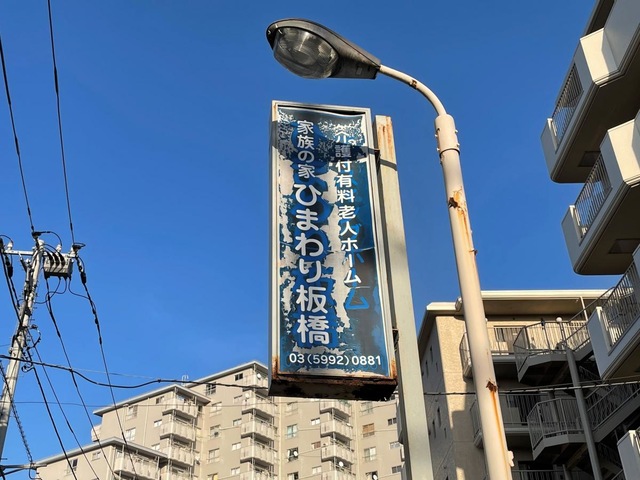 介護付有料老人ホーム
家族の家
ひまわり板橋
03(5992)0881